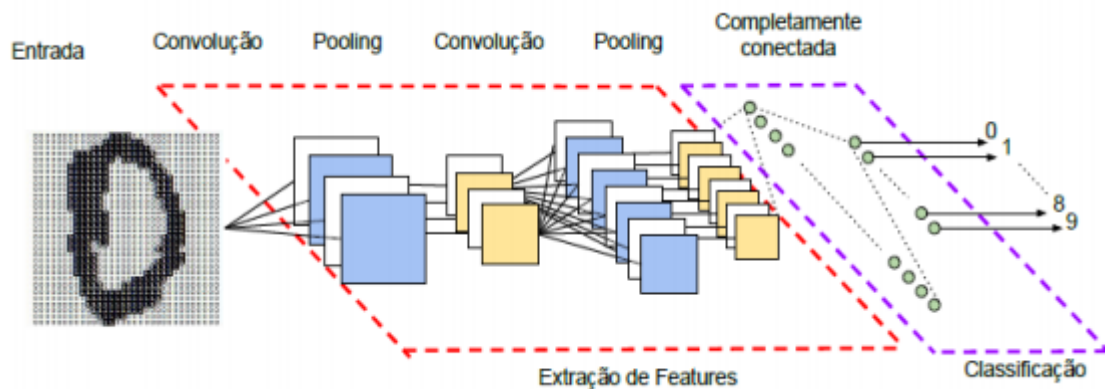 Entrada
Convolução
Pooling
Convolução
Pooling
Completamente
conectada
0
1
8
9
Extração de Features
Classificação